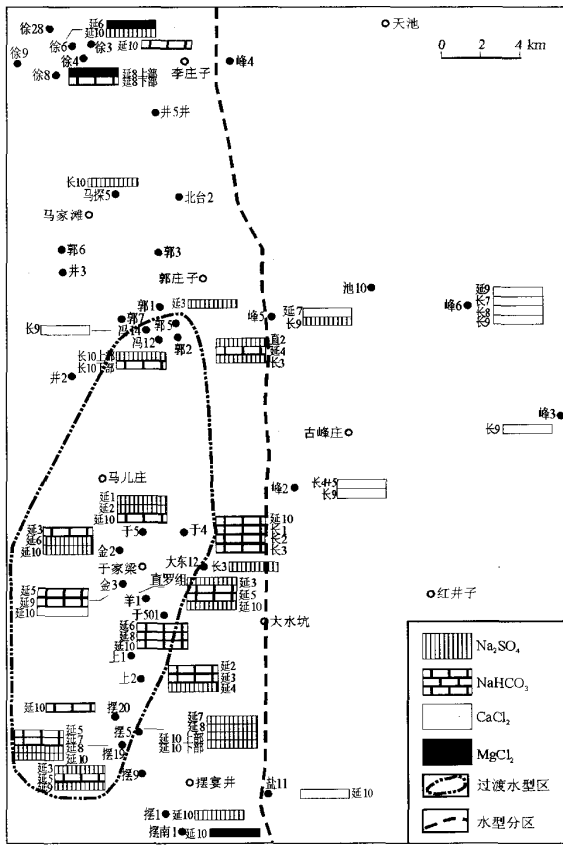 徐28
延6
延10
天池
徐6
徐3
延10
徐9
徐4
李庄子
峰4
0 2 4 km
徐8
延8上部
延8下部
井5井
长10
马探5
北台2
马家滩
郭6
郭3
井3
郭庄子
池10
延9
长7
长8
长9
峰6
郭1
延3
延7
长9
峰5
郭7
郭5
长9
冯14
冯12
郭2
直2
延4
长3
长10上部
长10下部
井2
峰3
长9
古峰庄
马儿庄
峰2
长4+5
长9
延1
延2
延10
延3
延6
延10
于5
于4
延10
长1
长2
长3
金2
于家梁
大东12
长3
金3
直罗组
延3
延5
延10
延5
延9
延10
羊1
红井子
于501
大水坑
延6
延8
延10
上1
上2
延2
延3
延4
延10
摆20
延5
延7
延8
延10
摆5
延7
延8
延10上部
延10下部
摆19
延3
延5
延9
摆9
摆宴井
盐11
延10
摆1
延10
摆南1
延10
Na₂SO₄
NaHCO₃
CaCl₂
MgCl₂
过渡水型区
水型分区